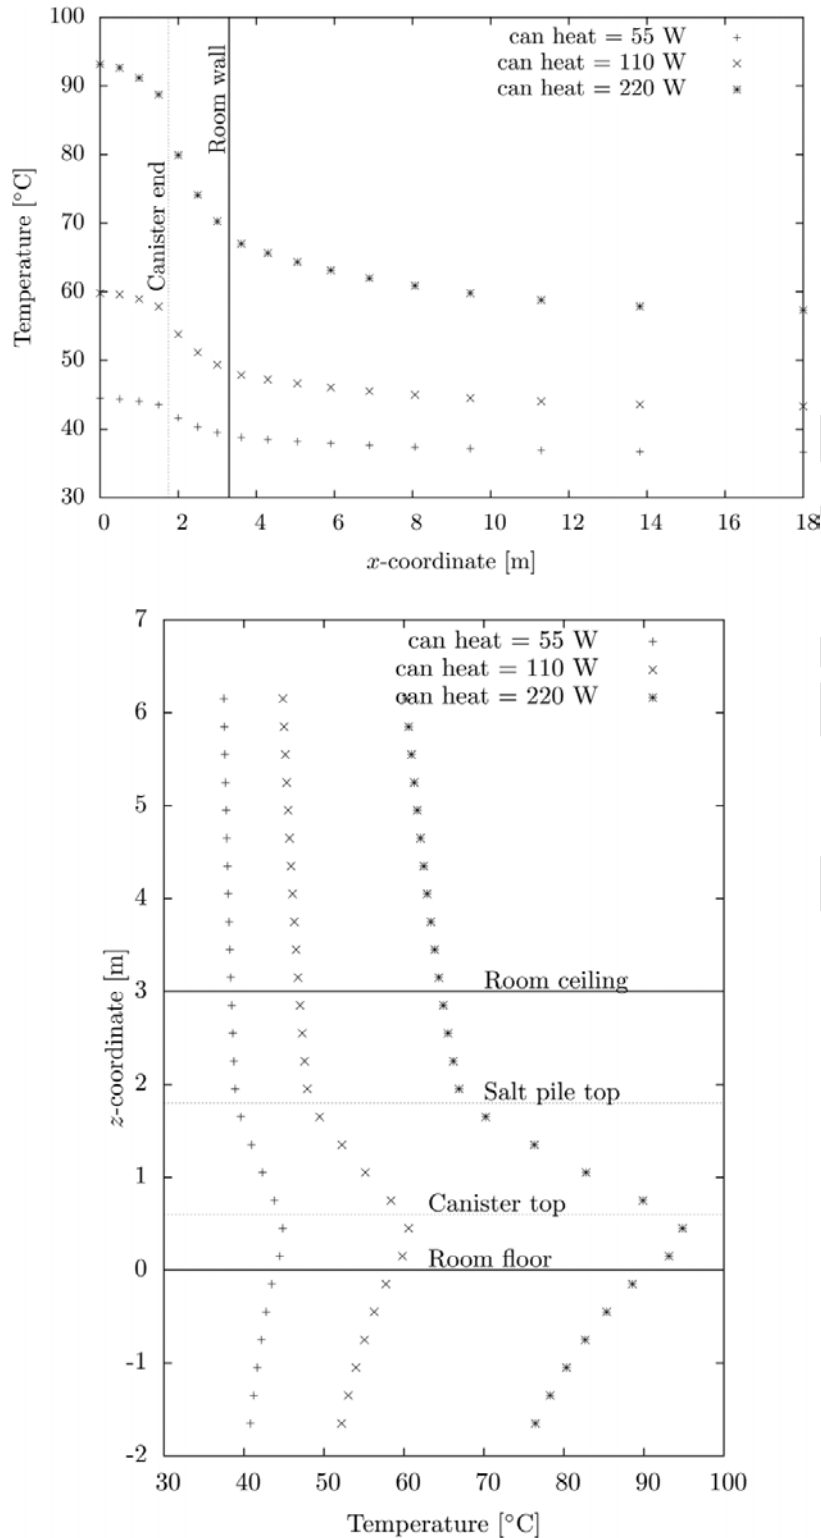 100
90
80
70
60
50
40
30
Temperature [°C]
can heat = 55 W
can heat = 110 W
can heat = 220 W
Canister end
Room wall
0 2 4 6 8 10 12 14 16 18
x-coordinate [m]
7
6
5
4
3
2
1
0
-1
-2
z-coordinate [m]
can heat = 55 W
can heat = 110 W
can heat = 220 W
Room ceiling
Salt pile top
Canister top
Room floor
30 40 50 60 70 80 90 100
Temperature [°C]